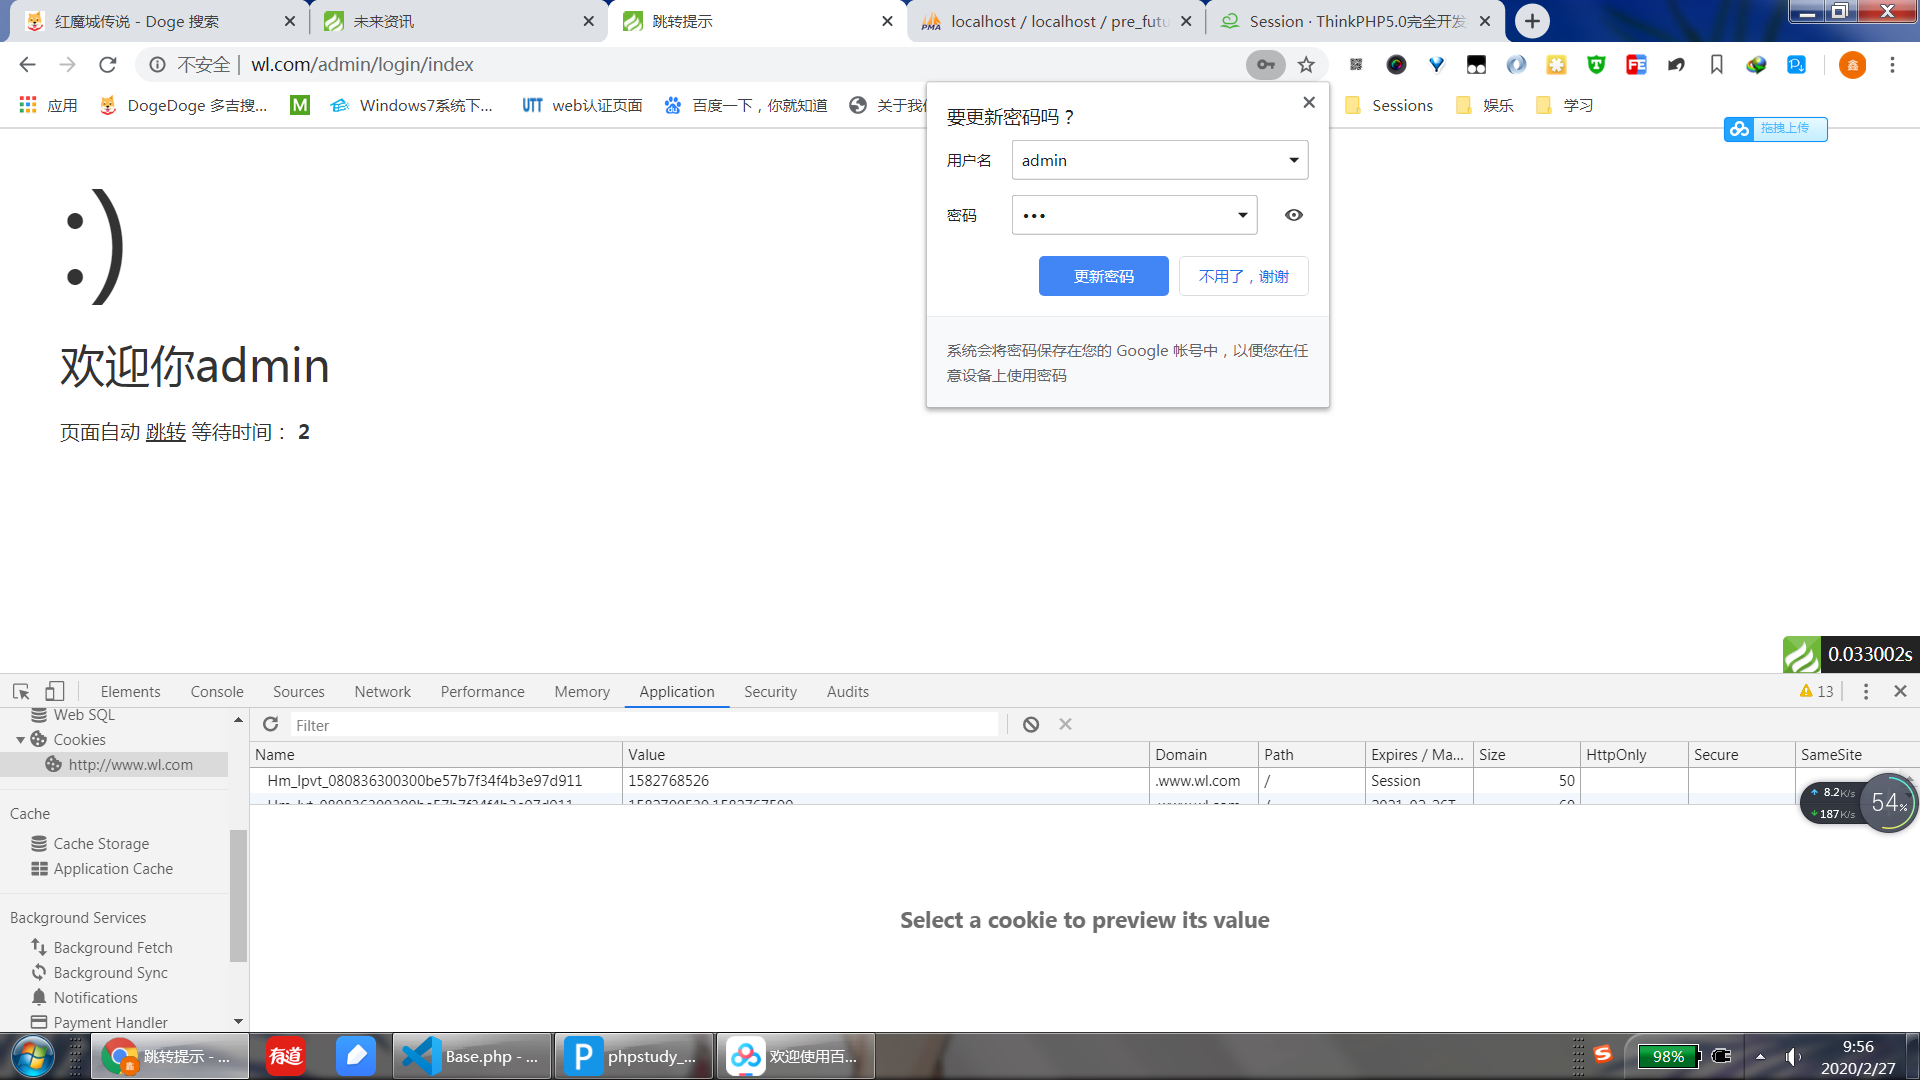 红魔城传说 - Doge 搜索
未来资讯
跳转提示
localhost / localhost / pre_futu
Session · ThinkPHP5.0完全开发
不安全 | wl.com/admin/login/index
应用
DogeDoge 多吉搜...
M
Windows7系统下...
UTT web认证页面
百度一下，你就知道
关于我
Sessions
娱乐
学习
拖拽上传
要更新密码吗？
用户名 admin
密码 •••
更新密码
不用了，谢谢
系统会将密码保存在您的 Google 帐号中，以便您在任
意设备上使用密码
:)
欢迎你admin
页面自动 跳转 等待时间： 2
0.033002s
Elements Console Sources Network Performance Memory Application Security Audits
13
Web SQL
Cookies
http://www.wl.com
Cache
Cache Storage
Application Cache
Background Services
Background Fetch
Background Sync
Notifications
Payment Handler
Filter
Name Value Domain Path Expires / Ma... Size HttpOnly Secure SameSite
Hm_lpvt_080836300300be57b7f34f4b3e97d911 1582768526 .www.wl.com / Session 50
8.2K/s
187K/s
54%
Select a cookie to preview its value
跳转提示 - ...
有道
Base.php - ...
phpstudy_...
欢迎使用百...
98%
9:56
2020/2/27